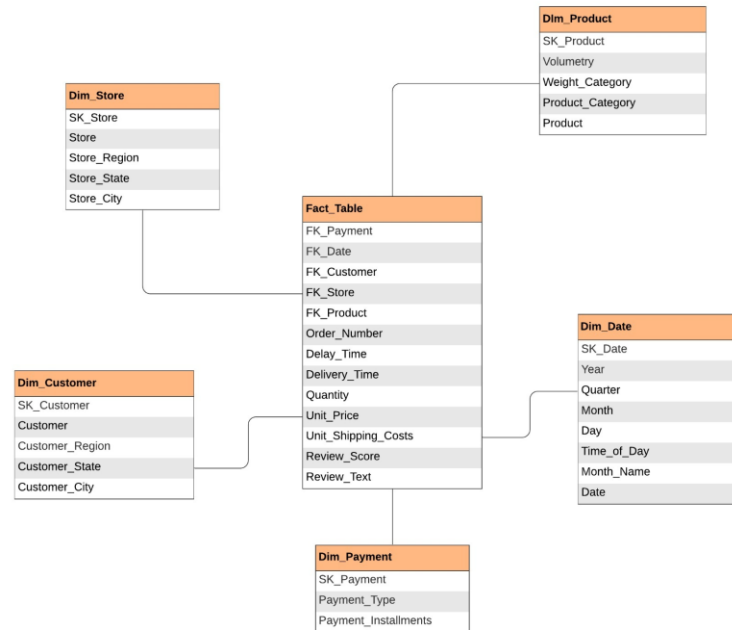 DIm_Product
SK_Product
Volumetry
Weight_Category
Product_Category
Product
Dim_Store
SK_Store
Store
Store_Region
Store_State
Store_City
Fact_Table
FK_Payment
FK_Date
FK_Customer
FK_Store
FK_Product
Order_Number
Delay_Time
Delivery_Time
Quantity
Unit_Price
Unit_Shipping_Costs
Review_Score
Review_Text
Dim_Date
SK_Date
Year
Quarter
Month
Day
Time_of_Day
Month_Name
Date
Dim_Customer
SK_Customer
Customer
Customer_Region
Customer_State
Customer_City
Dim_Payment
SK_Payment
Payment_Type
Payment_Installments